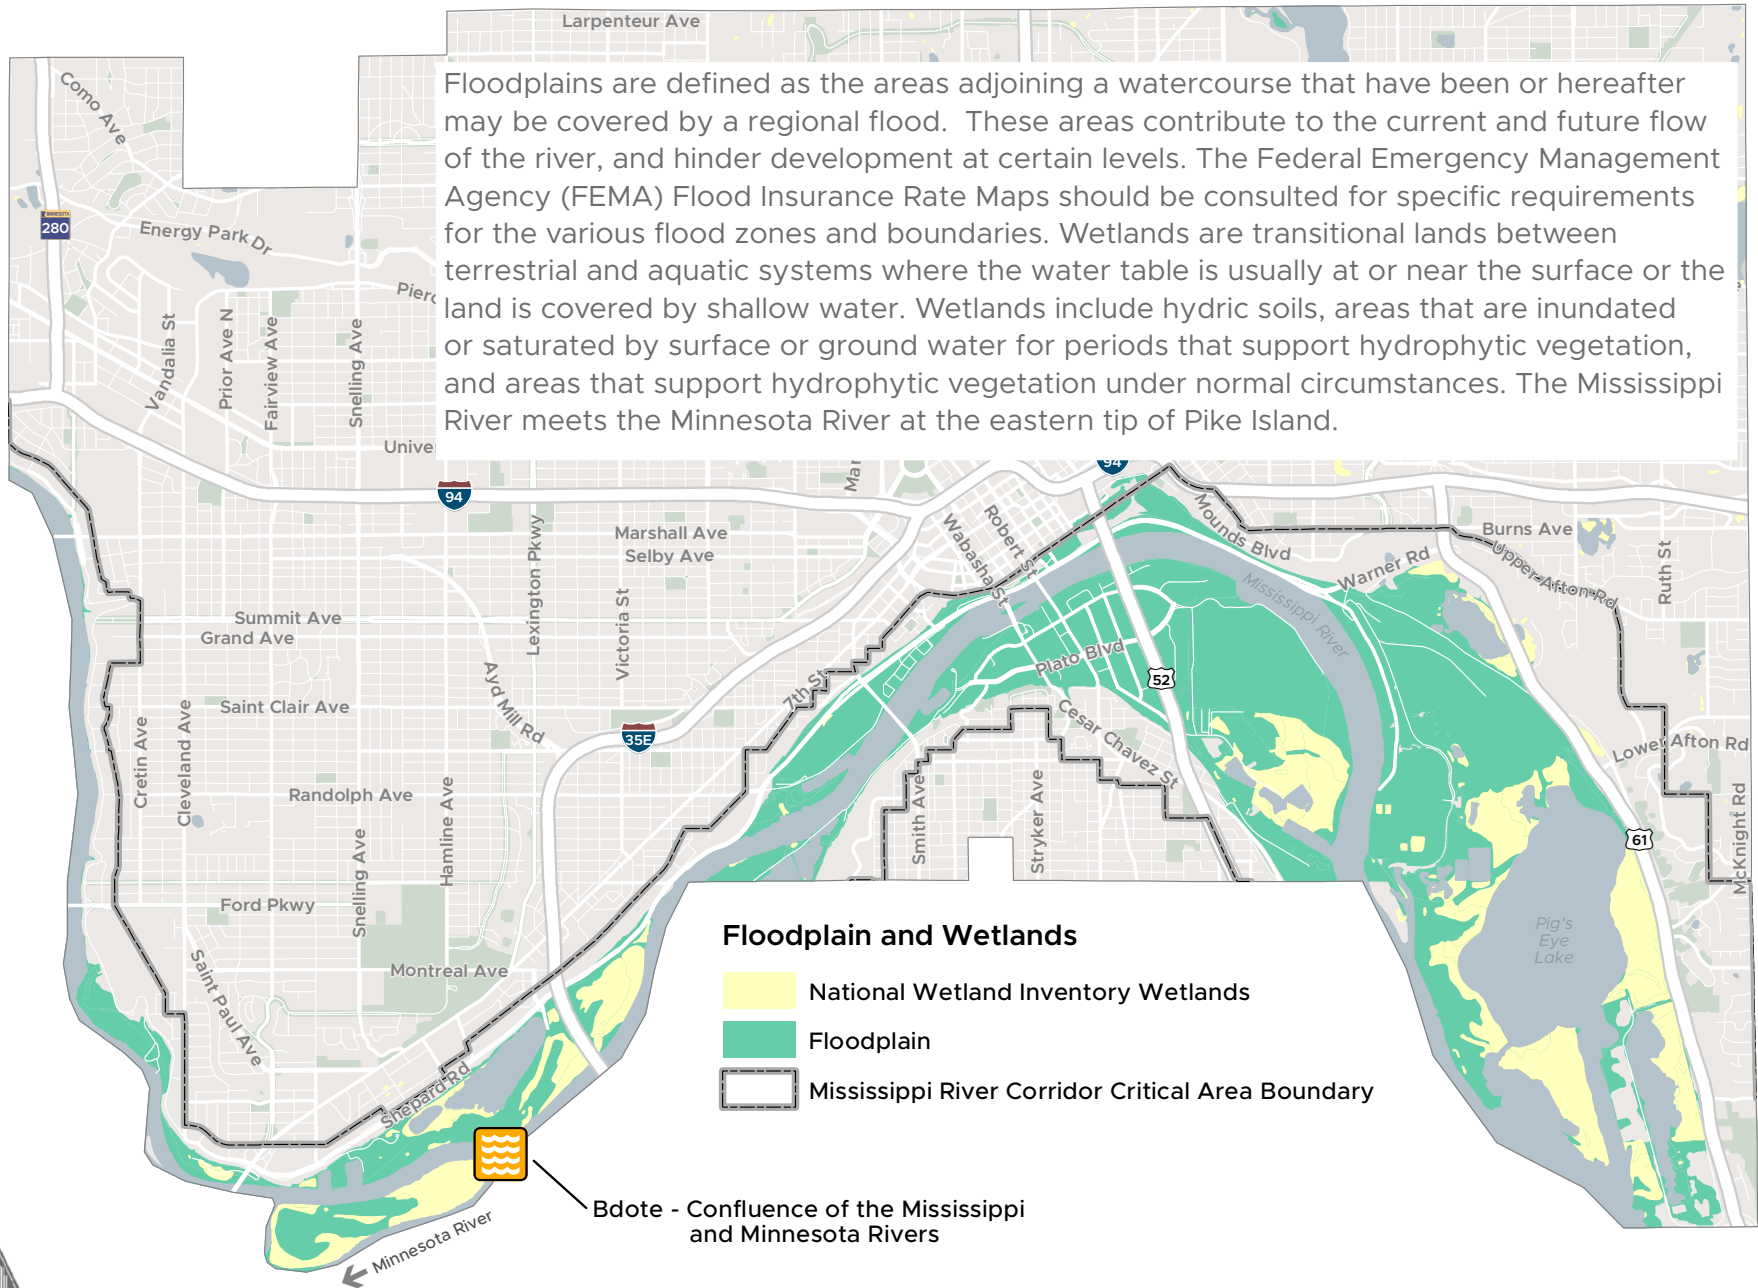 Larpenteur Ave
Floodplains are defined as the areas adjoining a watercourse that have been or hereafter
may be covered by a regional flood. These areas contribute to the current and future flow
of the river, and hinder development at certain levels. The Federal Emergency Management
Agency (FEMA) Flood Insurance Rate Maps should be consulted for specific requirements
for the various flood zones and boundaries. Wetlands are transitional lands between
terrestrial and aquatic systems where the water table is usually at or near the surface or the
land is covered by shallow water. Wetlands include hydric soils, areas that are inundated
or saturated by surface or ground water for periods that support hydrophytic vegetation,
and areas that support hydrophytic vegetation under normal circumstances. The Mississippi
River meets the Minnesota River at the eastern tip of Pike Island.
Como Ave
MINNESOTA
280
Energy Park Dr
Pierc
Vandalia St
Prior Ave N
Fairview Ave
Snelling Ave
Univer
Mar
94
94
Lexington Pkwy
Marshall Ave
Selby Ave
Victoria St
Wabasha St
Robert St
Mounds Blvd
Burns Ave
Upper Afton Rd
Ruth St
Warner Rd
Mississippi River
Summit Ave
Grand Ave
Ayd Mill Rd
Plato Blvd
52
7th St
Saint Clair Ave
Cretin Ave
Cleveland Ave
35E
Cesar Chavez St
Lower Afton Rd
Randolph Ave
Hamline Ave
Snelling Ave
Smith Ave
Stryker Ave
McKnight Rd
61
Ford Pkwy
Pig's
Eye
Lake
Saint Paul Ave
Montreal Ave
Shepard Rd
Floodplain and Wetlands
National Wetland Inventory Wetlands
Floodplain
Mississippi River Corridor Critical Area Boundary
Bdote - Confluence of the Mississippi
and Minnesota Rivers
Minnesota River